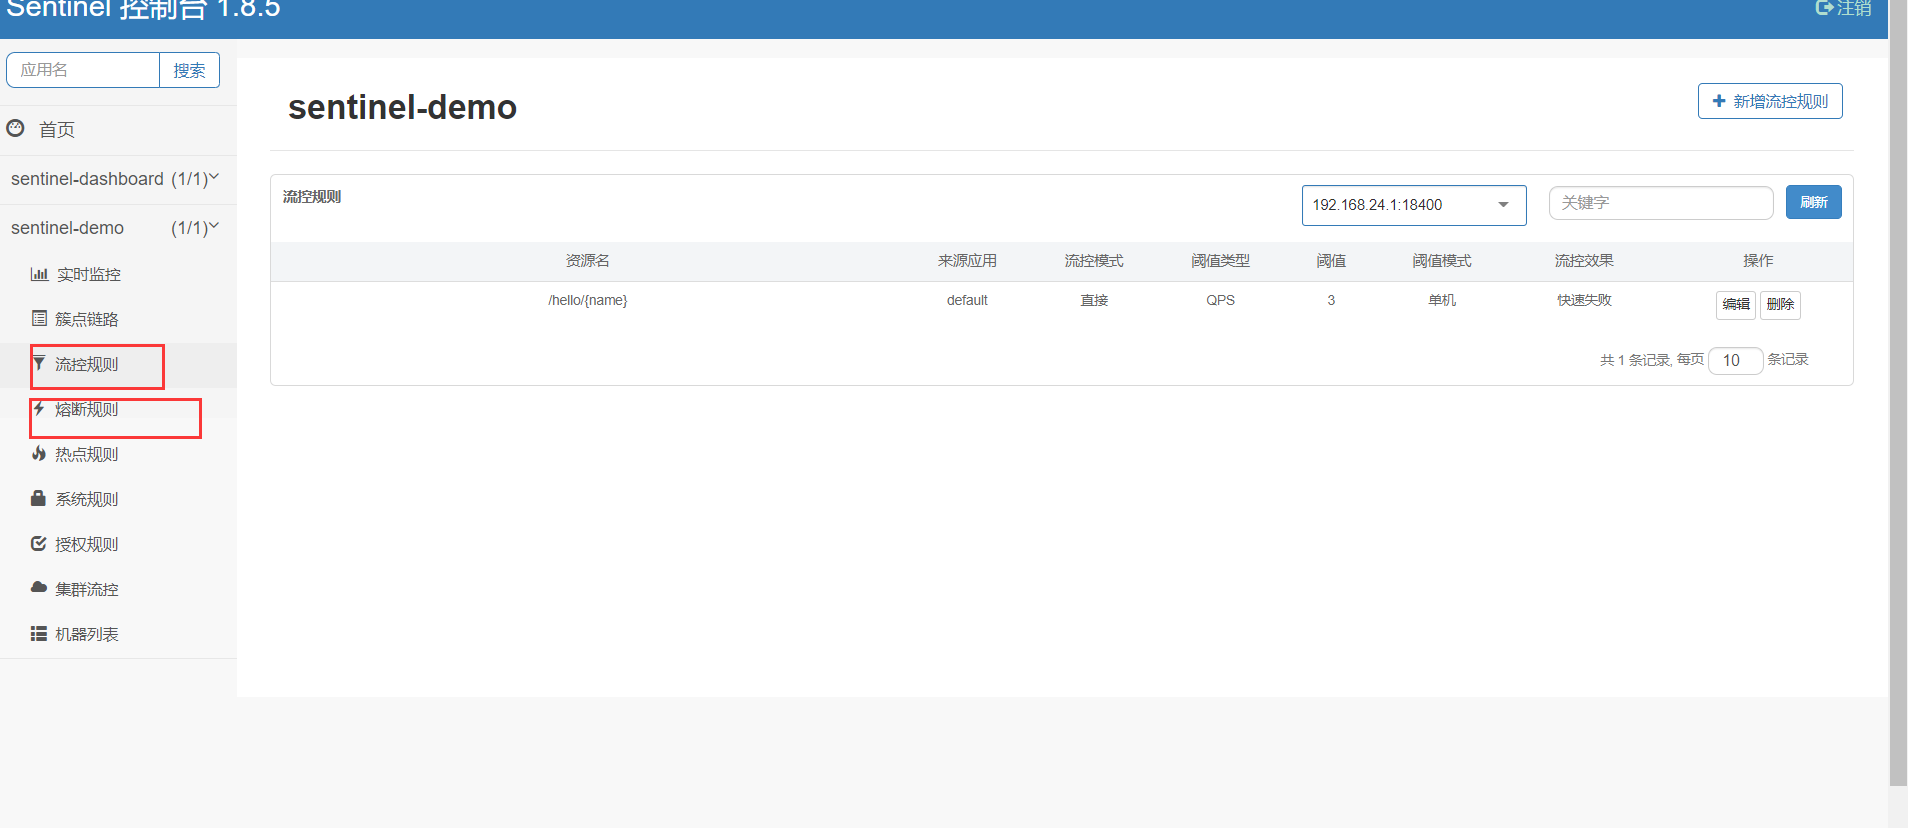 Sentinel 控制台 1.8.5
注销
应用名
搜索
首页
sentinel-dashboard (1/1)
sentinel-demo (1/1)
实时监控
簇点链路
流控规则
熔断规则
热点规则
系统规则
授权规则
集群流控
机器列表
sentinel-demo
新增流控规则
流控规则
192.168.24.1:18400
关键字
刷新
资源名 来源应用 流控模式 阈值类型 阈值 阈值模式 流控效果 操作
/hello/{name} default 直接 QPS 3 单机 快速失败 编辑 删除
共 1 条记录, 每页 10 条记录